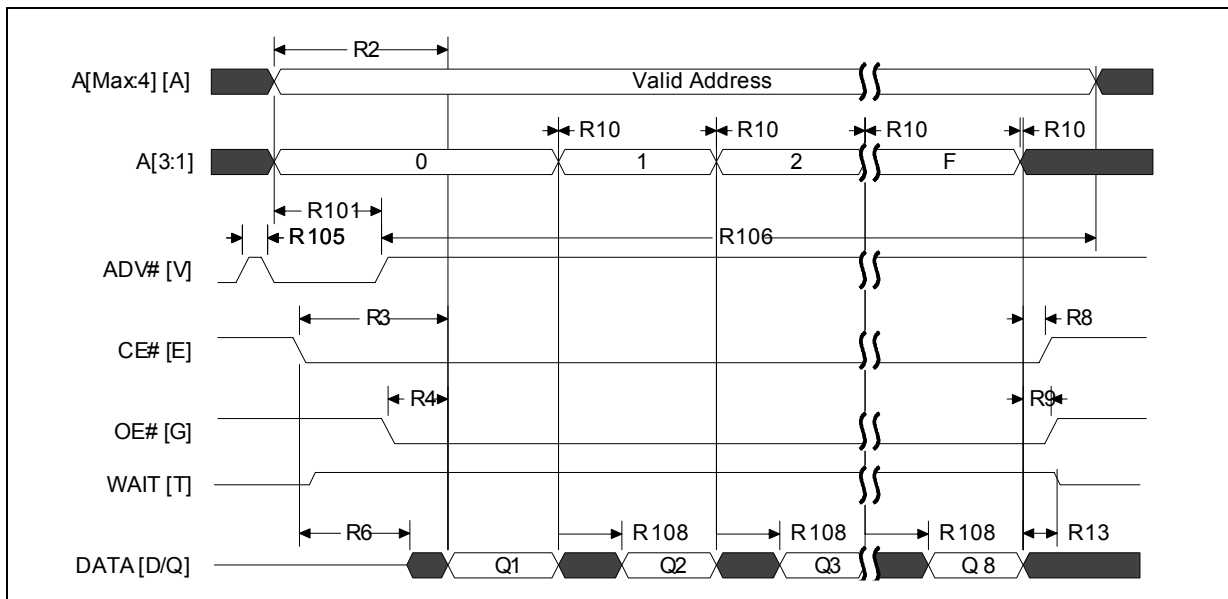 R2
A[Max:4] [A] Valid Address
R10 R10 R10 R10
A[3:1] 0 1 2 F
R101
R105 R106
ADV# [V]
R3 R8
CE# [E]
R4 R9
OE# [G]
WAIT [T]
R6 R108 R108 R108 R13
DATA [D/Q] Q1 Q2 Q3 Q 8